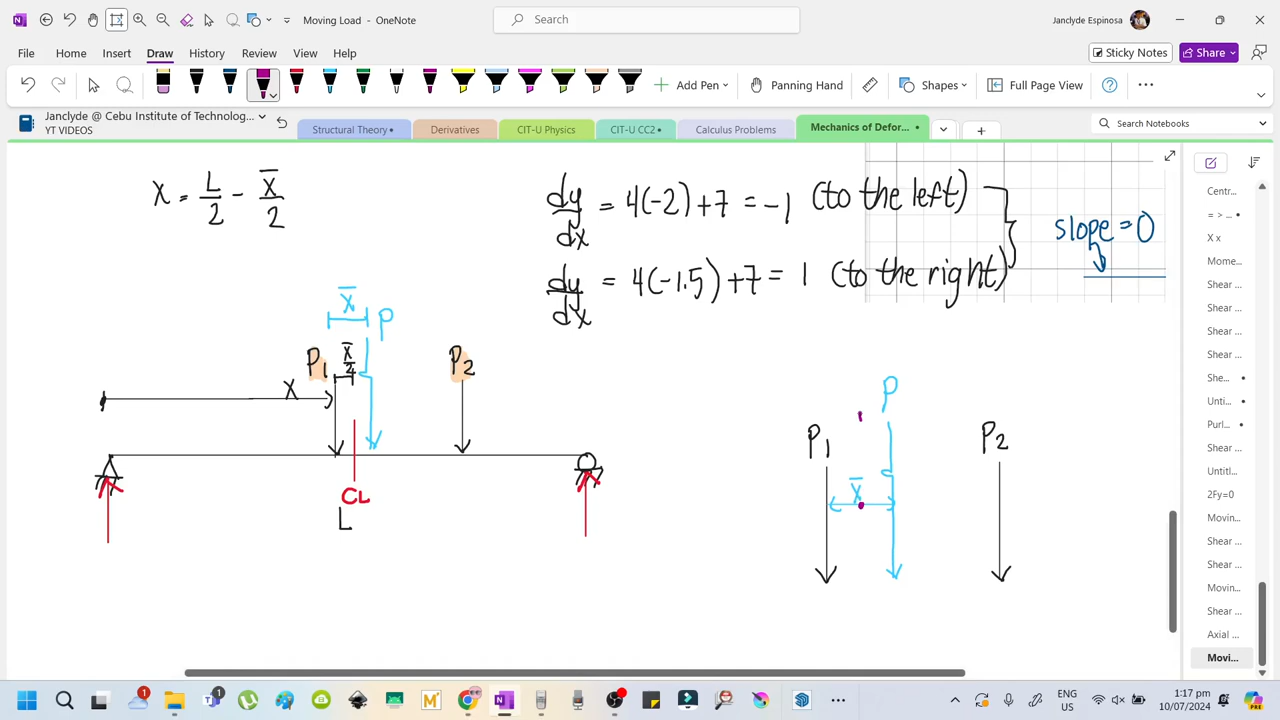 Moving Load - OneNote
Search
Janclyde Espinosa
File Home Insert Draw History Review View Help
Sticky Notes
Share
Add Pen
Panning Hand
Shapes
Full Page View
Janclyde @ Cebu Institute of Technolog...
YT VIDEOS
Structural Theory
Derivatives
CIT-U Physics
CIT-U CC2
Calculus Problems
Mechanics of Defor...
Search Notebooks
x = L/2 - x̅/2
dy/dx = 4(-2)+7 = -1 (to the left)
dy/dx = 4(-1.5)+7 = 1 (to the right)
slope = 0
x̅
P
P1
x̅/2
P2
x
CL
L
P
P1
P2
x̅
Centr...
= > ...
X x
Mome...
Shear ...
Shear ...
Shear ...
Shear ...
She...
Unti...
Purl...
Shear ...
Untitl...
ΣFy=0
Movin...
Shear ...
Shear ...
Movin...
Shear ...
Axial ...
Movi...
1
1
ENG
PG
1:17 pm
10/07/2024